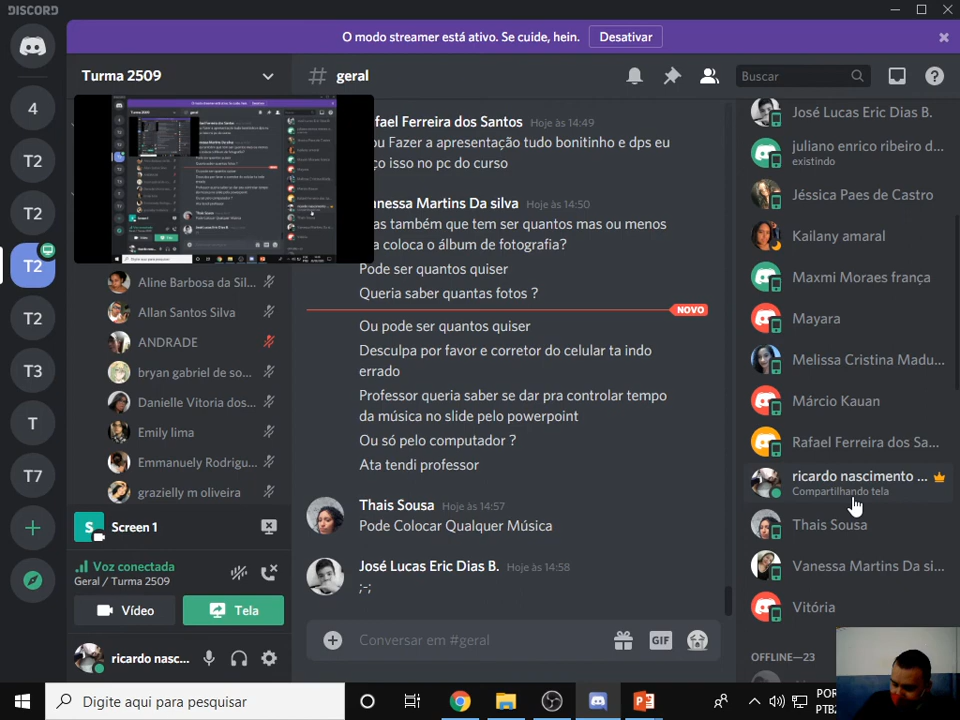 DISCORD
O modo streamer está ativo. Se cuide, hein.
Desativar
4
T2
T2
T2
T2
T3
T
T7
Turma 2509
Aline Barbosa da Sil...
Allan Santos Silva
ANDRADE
bryan gabriel de so...
Danielle Vitoria dos...
Emily lima
Emmanuely Rodrigu...
grazielly m oliveira
S
Screen 1
Voz conectada
Geral / Turma 2509
Vídeo
Tela
ricardo nasc...
# geral
Buscar
fael Ferreira dos Santos Hoje às 14:49
ou Fazer a apresentação tudo bonitinho e dps eu
ço isso no pc do curso
anessa Martins Da silva Hoje às 14:50
as também que tem ser quantos mas ou menos
a coloca o álbum de fotografia?
Pode ser quantos quiser
Queria saber quantas fotos ?
NOVO
Ou pode ser quantos quiser
Desculpa por favor e corretor do celular ta indo
errado
Professor queria saber se dar pra controlar tempo
da música no slide pelo powerpoint
Ou só pelo computador ?
Ata tendi professor
Thais Sousa Hoje às 14:57
Pode Colocar Qualquer Música
José Lucas Eric Dias B. Hoje às 14:58
;-;
Conversar em #geral
GIF
José Lucas Eric Dias B.
juliano enrico ribeiro d...
existindo
Jéssica Paes de Castro
Kailany amaral
Maxmi Moraes frança
Mayara
Melissa Cristina Madu...
Márcio Kauan
Rafael Ferreira dos Sa...
ricardo nascimento ...
Compartilhando tela
Thais Sousa
Vanessa Martins Da si...
Vitória
OFFLINE—23
Digite aqui para pesquisar
POR
PTB2